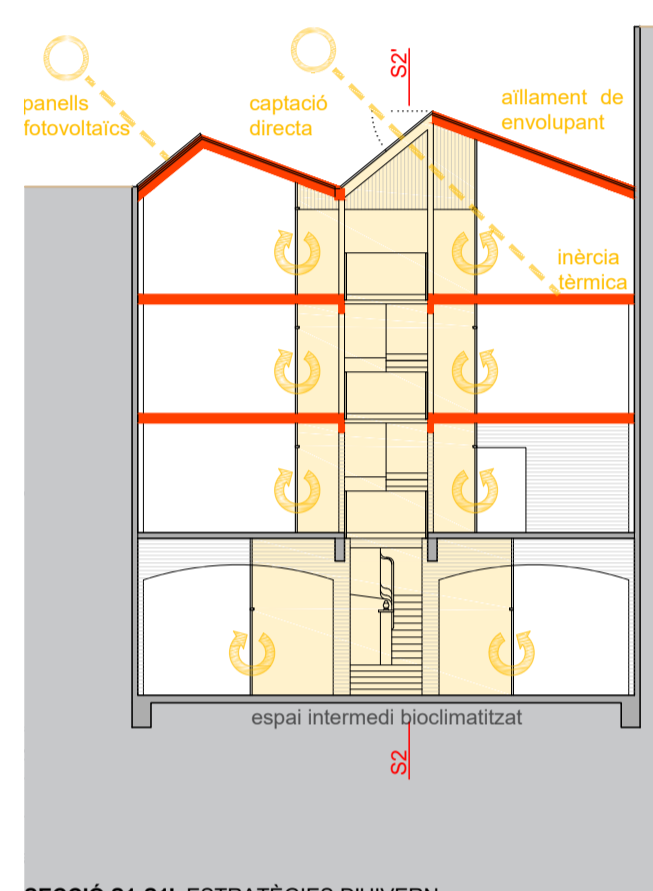 S2'
panells
fotovoltaïcs
captació
directa
aïllament de
envolupant
inèrcia
tèrmica
espai intermedi bioclimatitzat
S2